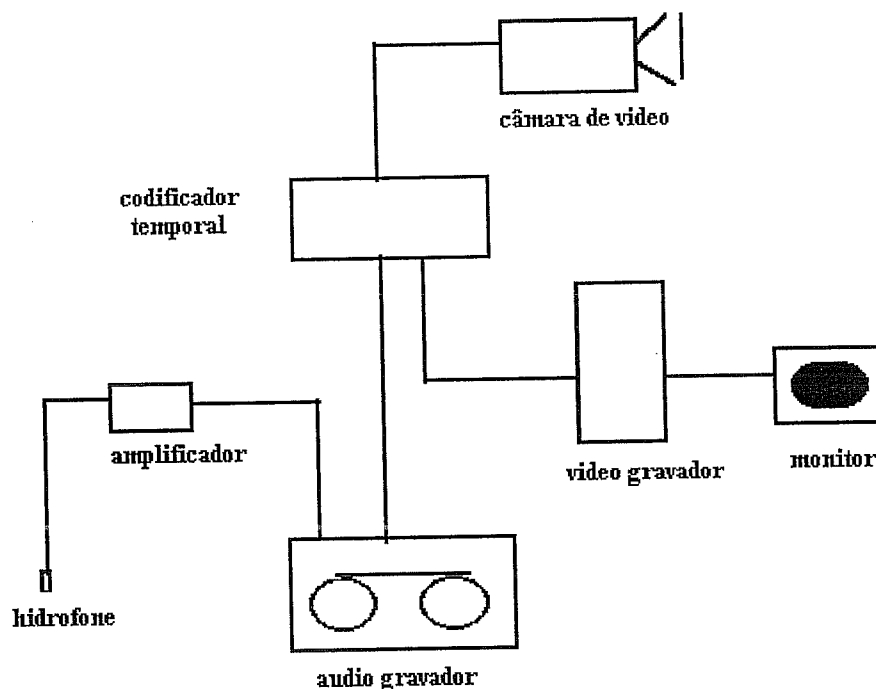 câmara de video
codificador
temporal
amplificador
video gravador
monitor
hidrofone
audio gravador